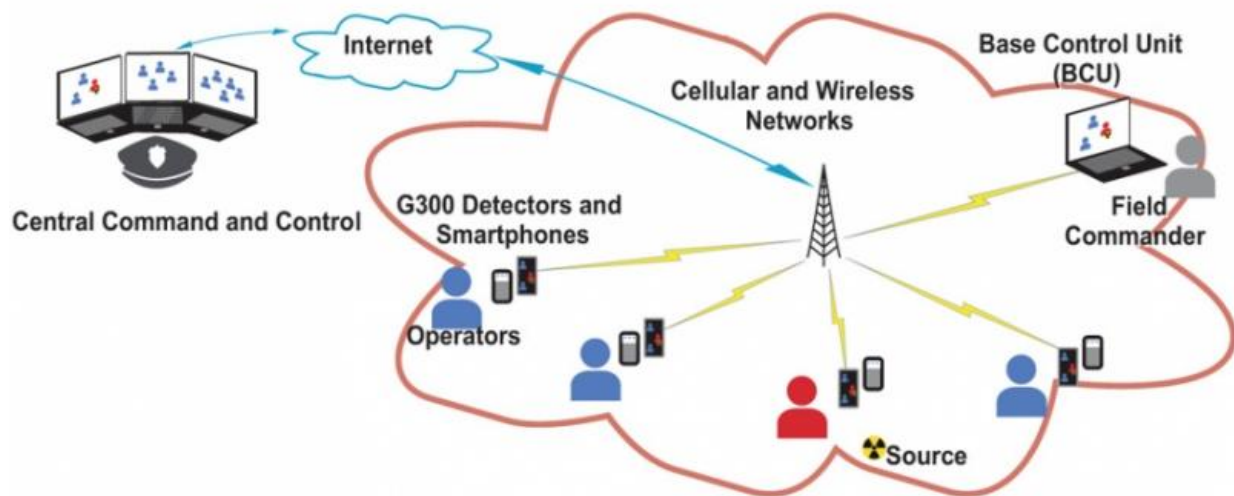 Internet
Central Command and Control
Cellular and Wireless
Networks
Base Control Unit
(BCU)
Field
Commander
G300 Detectors and
Smartphones
Operators
Source